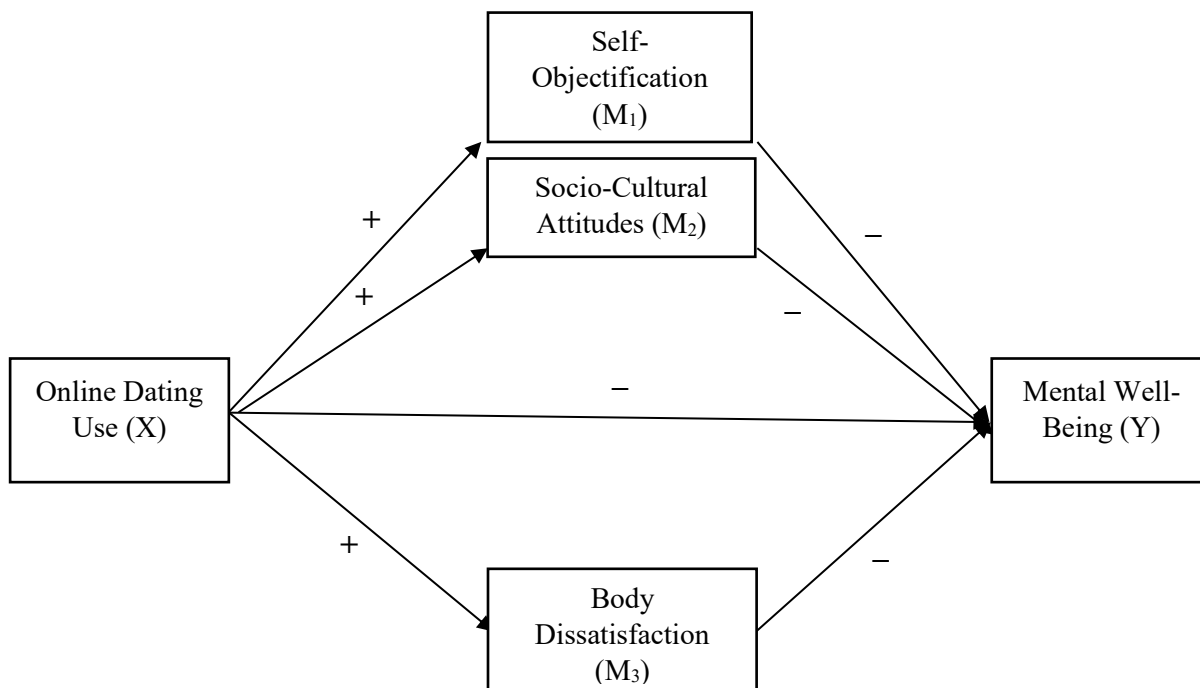 Self-
Objectification
(M₁)
Socio-Cultural
Attitudes (M₂)
+
−
+
−
Online Dating
Use (X)
−
Mental Well-
Being (Y)
+
−
Body
Dissatisfaction
(M₃)